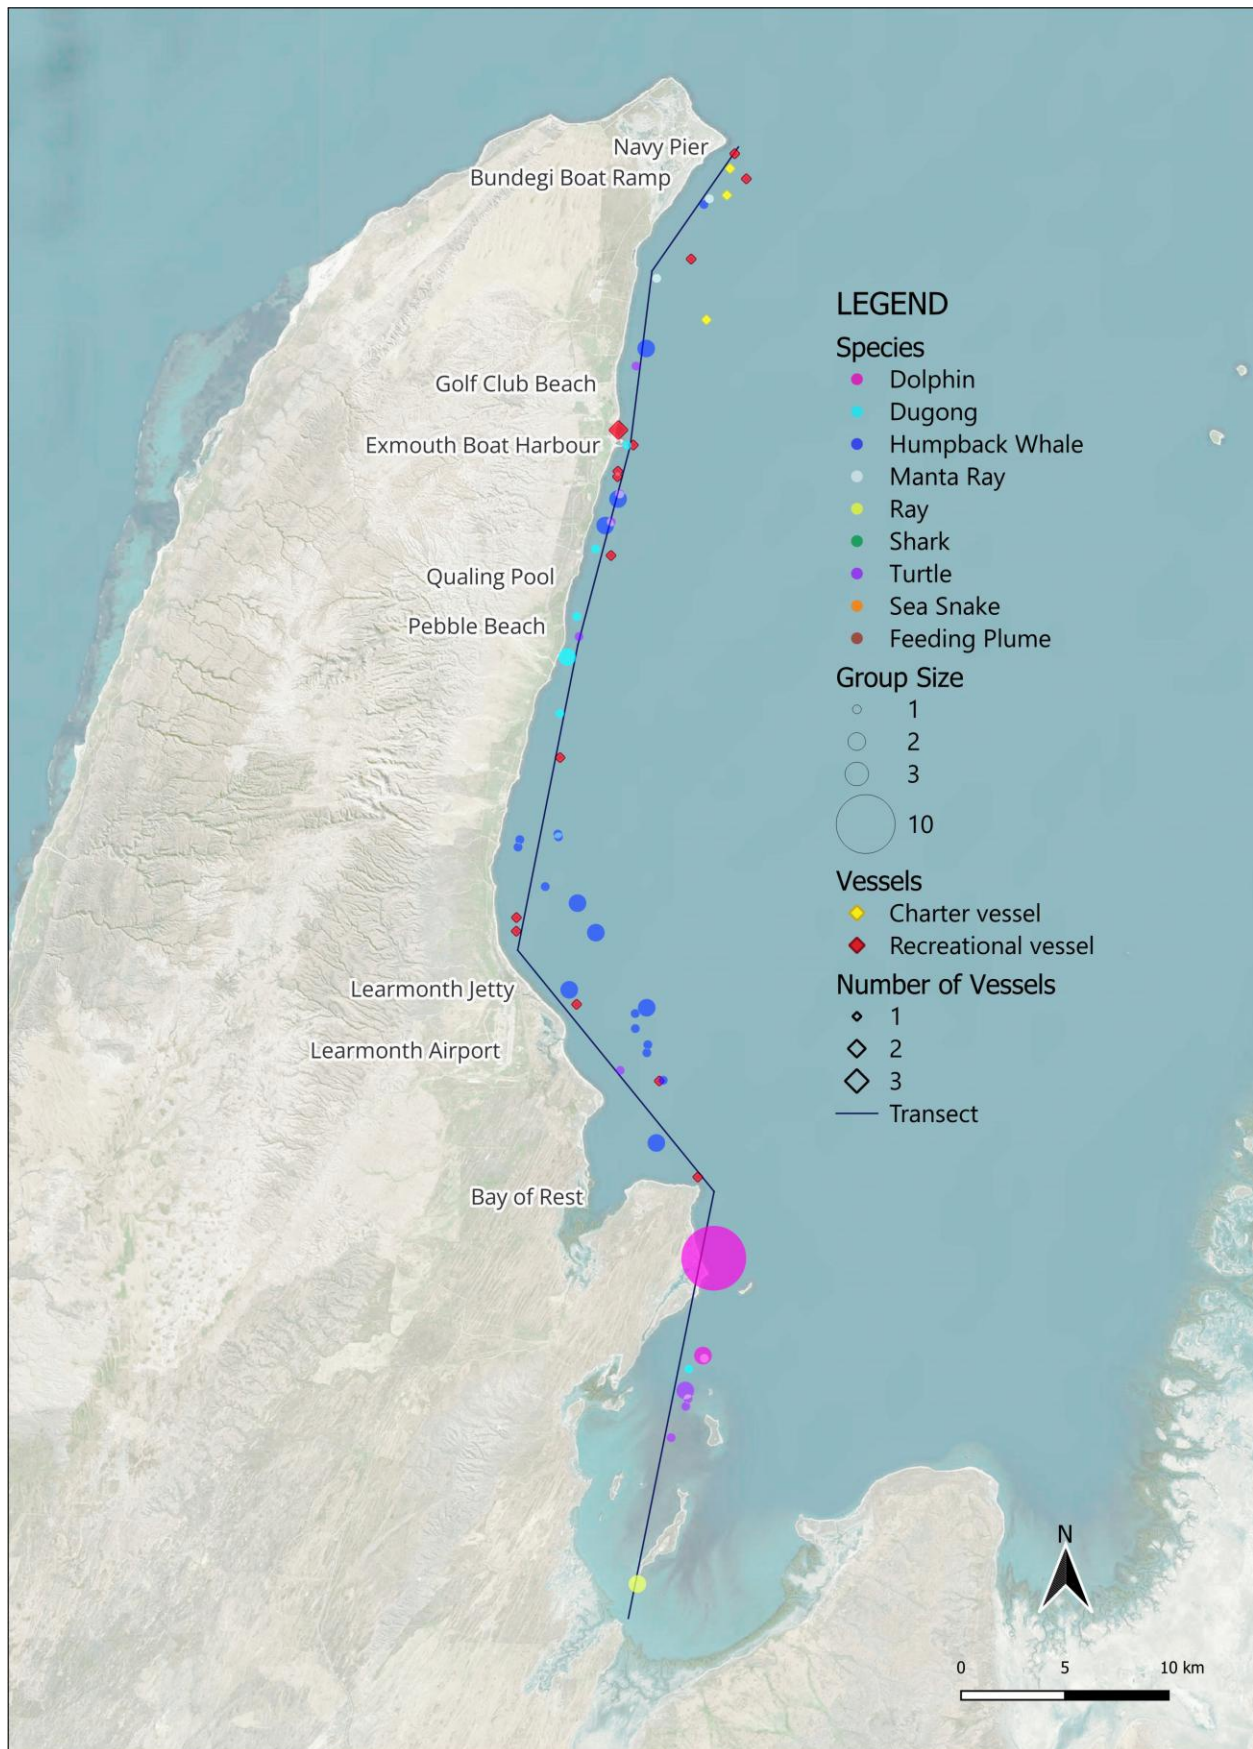 Navy Pier
Bundegi Boat Ramp
Golf Club Beach
Exmouth Boat Harbour
Qualing Pool
Pebble Beach
Learmonth Jetty
Learmonth Airport
Bay of Rest
LEGEND
Species
Dolphin
Dugong
Humpback Whale
Manta Ray
Ray
Shark
Turtle
Sea Snake
Feeding Plume
Group Size
1
2
3
10
Vessels
Charter vessel
Recreational vessel
Number of Vessels
1
2
3
Transect
N
0 5 10 km